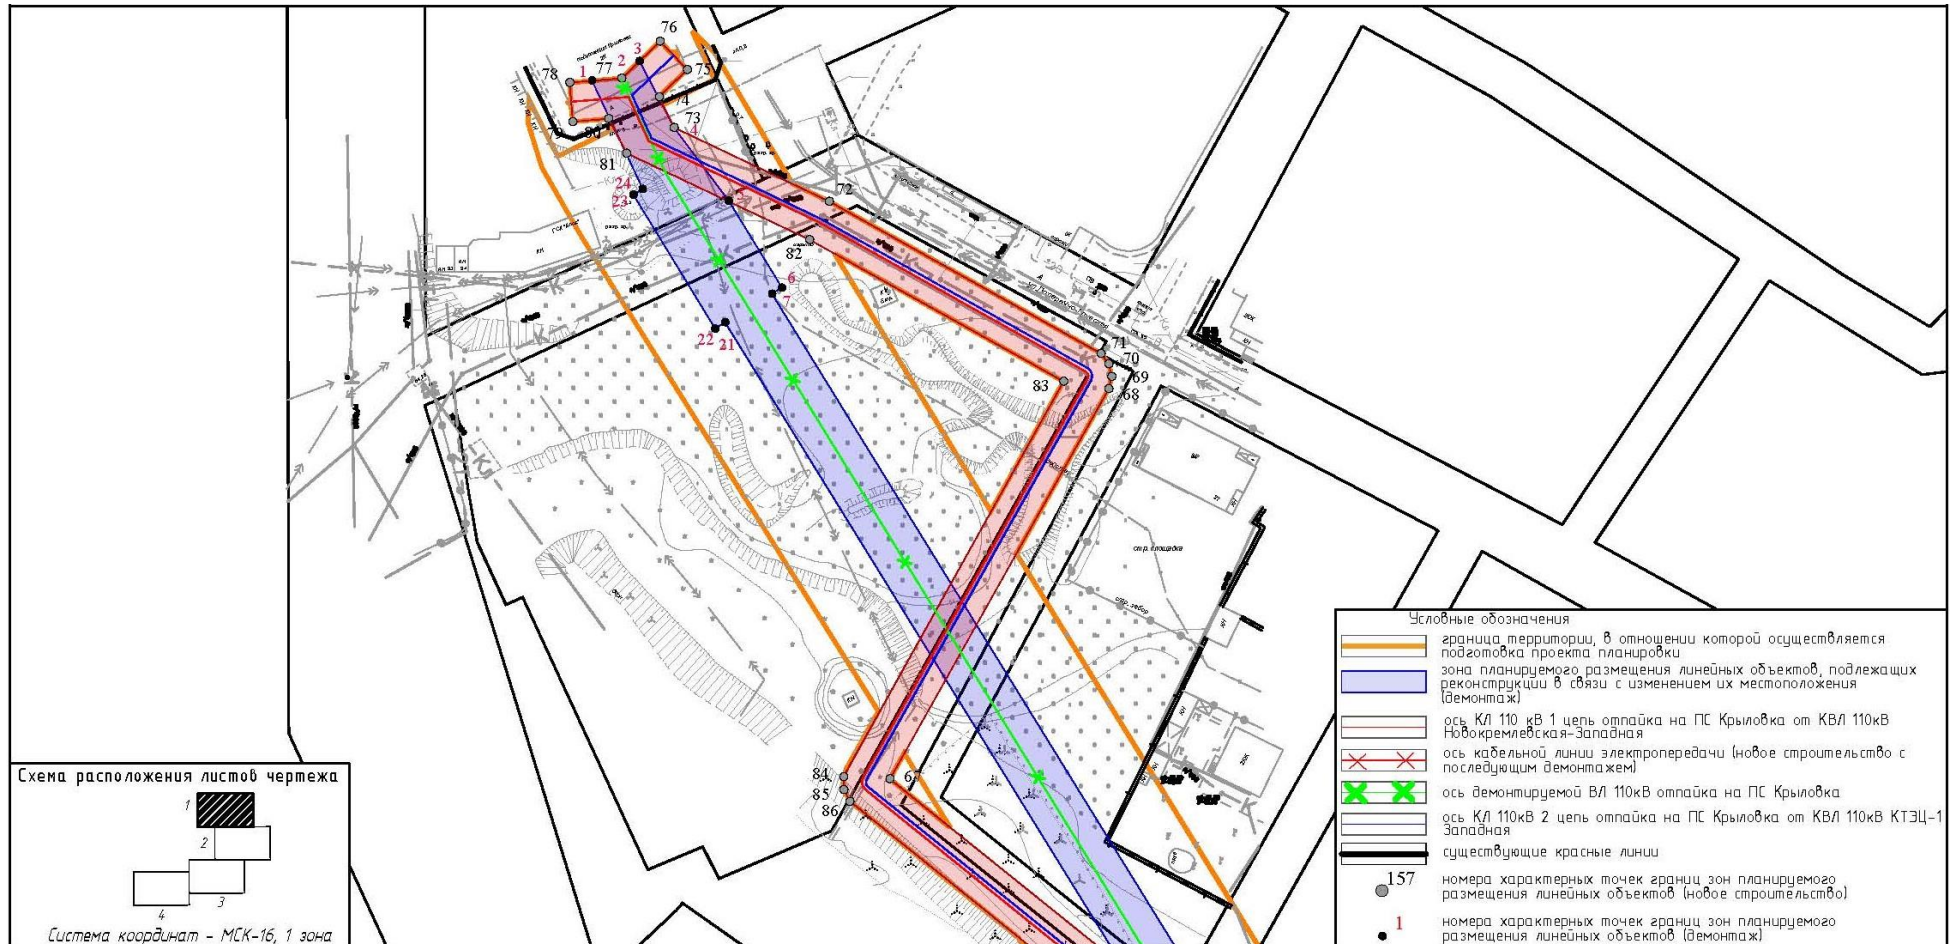 76
3
2
77
1
78
75
74
73
4
79
80
81
24
23
72
82
6
7
22
21
71
70
69
68
83
стр. площадка
стр. забор
84
85
86
6
Условные обозначения
граница территории, в отношении которой осуществляется
подготовка проекта планировки
зона планируемого размещения линейных объектов, подлежащих
реконструкции в связи с изменением их местоположения
(демонтаж)
ось КЛ 110 кВ 1 цепь отпайка на ПС Крыловка от КВЛ 110кВ
Новокремлевская-Западная
ось кабельной линии электропередачи (новое строительство с
последующим демонтажем)
ось демонтируемой ВЛ 110кВ отпайка на ПС Крыловка
ось КЛ 110кВ 2 цепь отпайка на ПС Крыловка от КВЛ 110кВ КТЭЦ-1
Западная
существующие красные линии
157
номера характерных точек границ зон планируемого
размещения линейных объектов (новое строительство)
1
номера характерных точек границ зон планируемого
размещения линейных объектов (демонтаж)
Схема расположения листов чертежа
1
2
3
4
Система координат - МСК-16, 1 зона